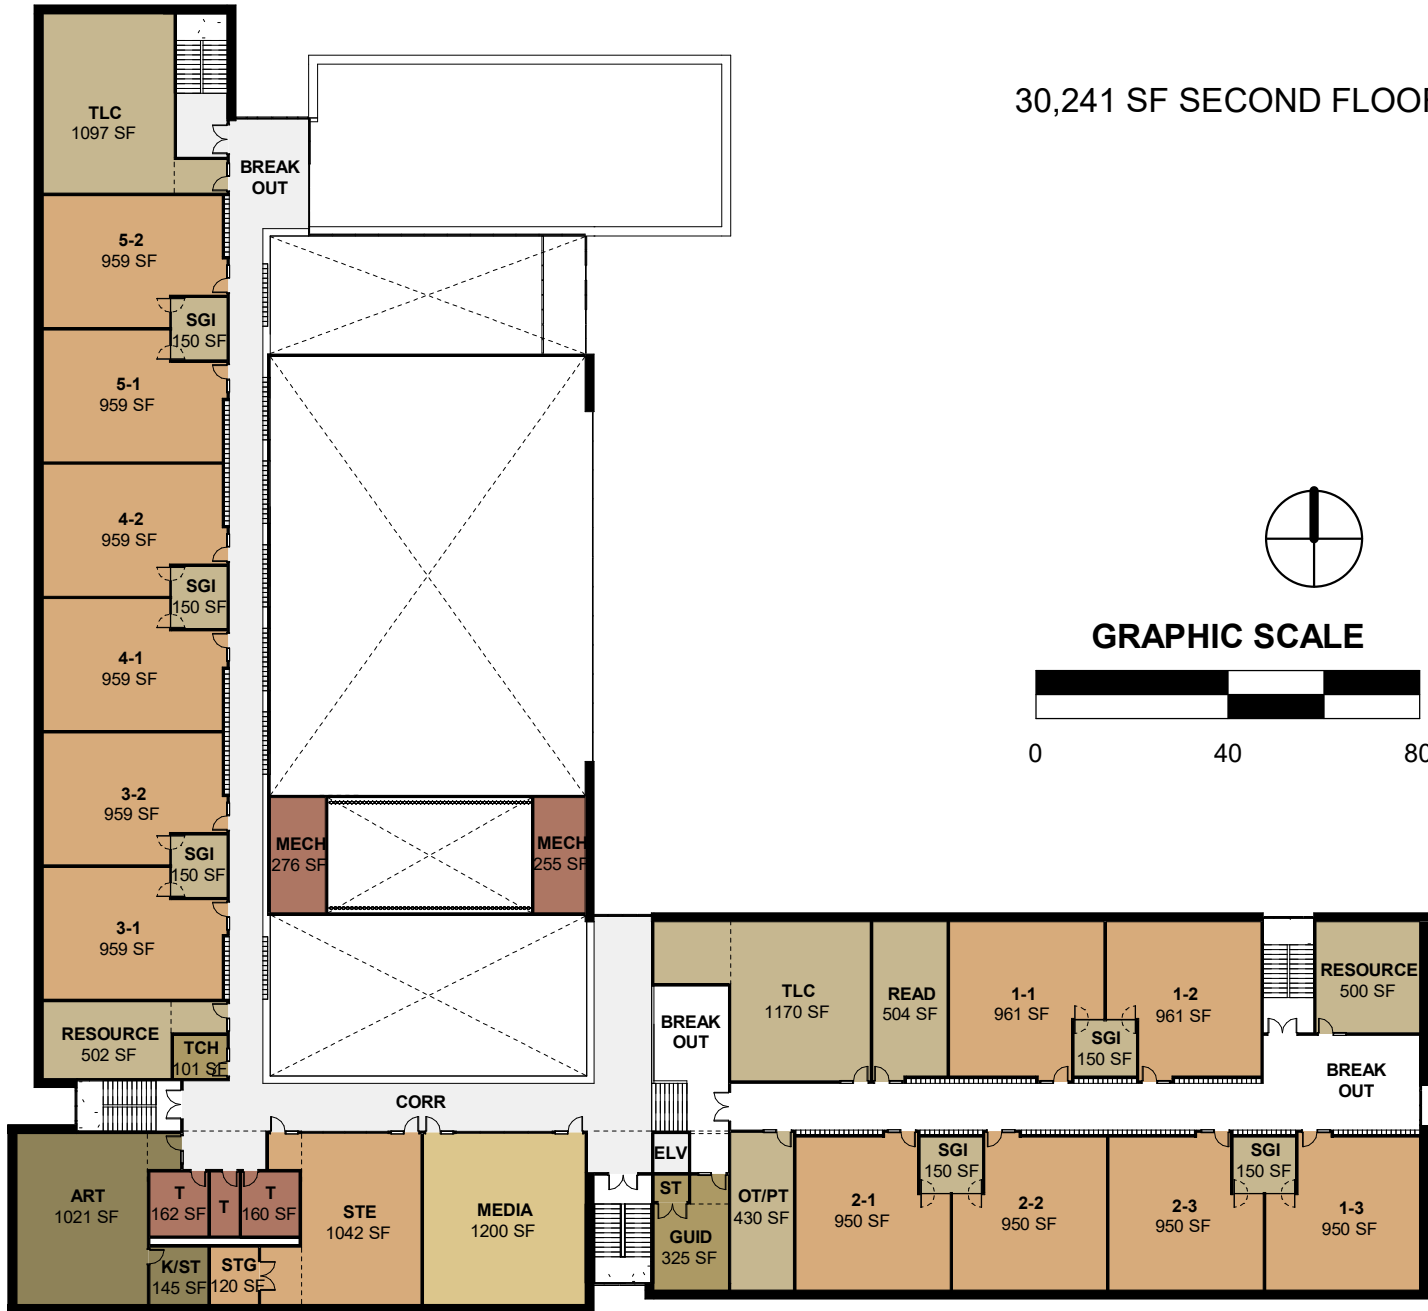 30,241 SF SECOND FLOOR
TLC
1097 SF
BREAK
OUT
5-2
959 SF
SGI
150 SF
5-1
959 SF
4-2
959 SF
SGI
150 SF
4-1
959 SF
GRAPHIC SCALE
0 40 80
3-2
959 SF
SGI
150 SF
MECH
276 SF
MECH
255 SF
3-1
959 SF
RESOURCE
502 SF
TCH
101 SF
TLC
1170 SF
READ
504 SF
1-1
961 SF
1-2
961 SF
SGI
150 SF
RESOURCE
500 SF
BREAK
OUT
BREAK
OUT
CORR
ELV
ST
GUID
325 SF
OT/PT
430 SF
2-1
950 SF
SGI
150 SF
2-2
950 SF
2-3
950 SF
SGI
150 SF
1-3
950 SF
ART
1021 SF
T
162 SF
T
T
160 SF
STE
1042 SF
MEDIA
1200 SF
K/ST
145 SF
STG
120 SF